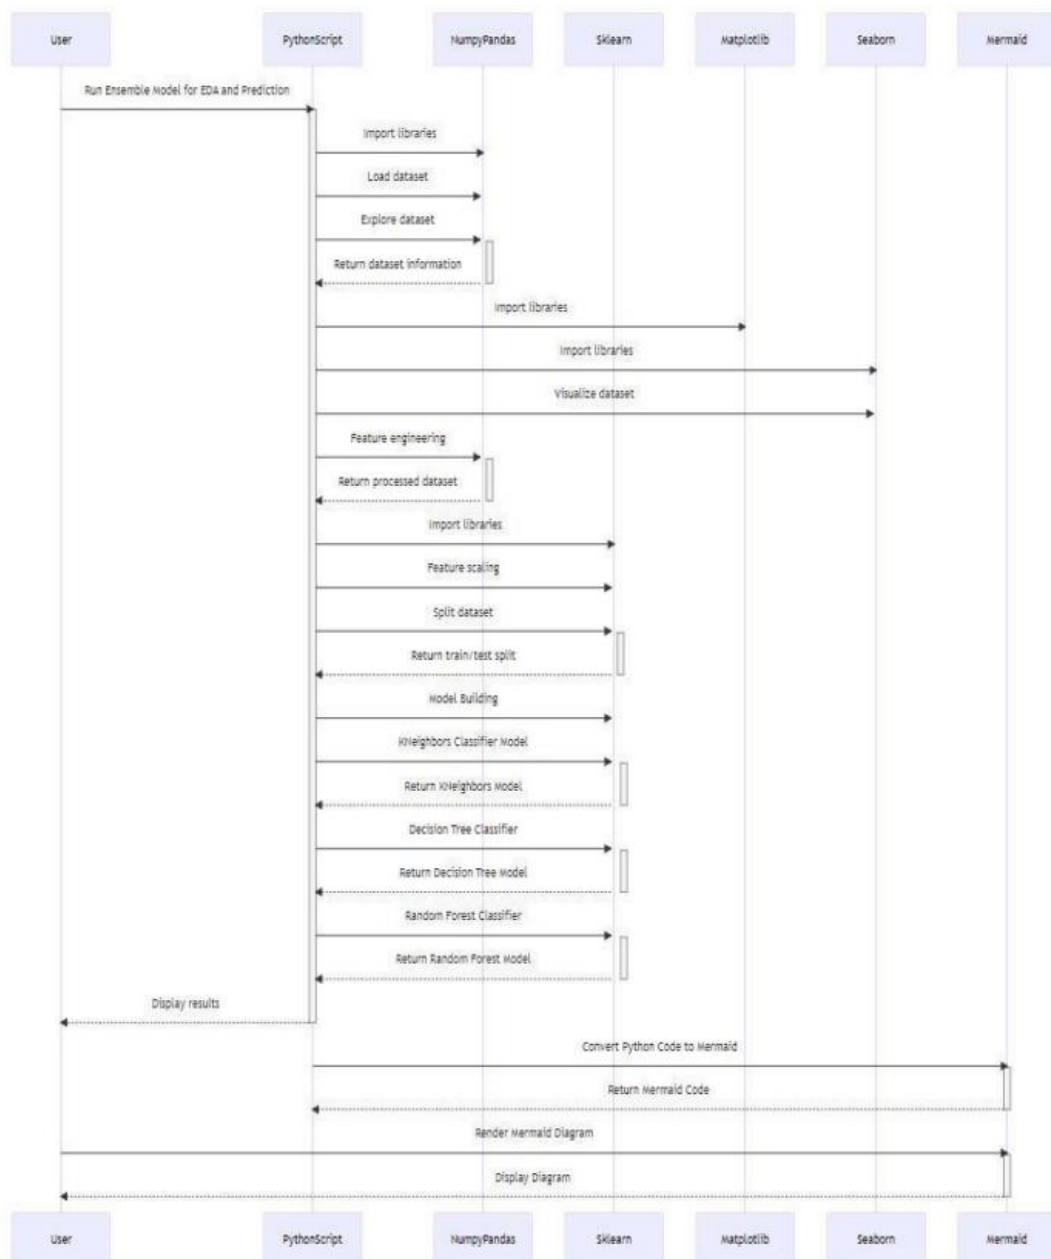 User PythonScript NumpyPandas Sklearn Matplotlib Seaborn Mermaid
Run Ensemble Model for EDA and Prediction
Import libraries
Load dataset
Explore dataset
Return dataset information
Import libraries
Import libraries
Visualize dataset
Feature engineering
Return processed dataset
Import libraries
Feature scaling
Split dataset
Return train/test split
Model Building
KNeighbors Classifier Model
Return KNeighbors Model
Decision Tree Classifier
Return Decision Tree Model
Random Forest Classifier
Return Random Forest Model
Display results
Convert Python Code to Mermaid
Return Mermaid Code
Render Mermaid Diagram
Display Diagram
User PythonScript NumpyPandas Sklearn Matplotlib Seaborn Mermaid